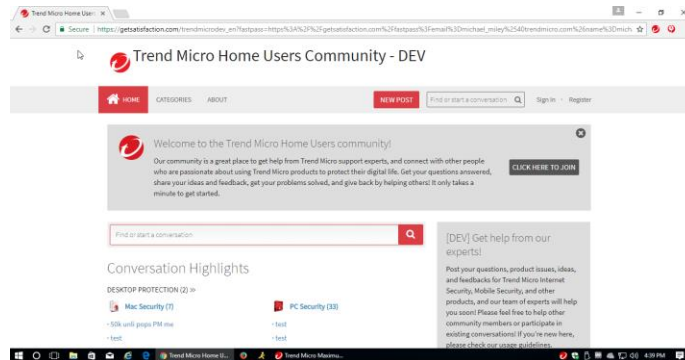 Trend Micro Home User:
Secure
https://getsatisfaction.com/trendmicrodev_en?fastpass=https%3A%2F%2Fgetsatisfaction.com%2Ffastpass%3Femail%3Dmichael_miley%2540trendmicro.com%26name%3Dmich
Trend Micro Home Users Community - DEV
HOME CATEGORIES ABOUT NEW POST Find or start a conversation Sign In Register
Welcome to the Trend Micro Home Users community!
Our community is a great place to get help from Trend Micro support experts, and connect
with other people
who are passionate about using Trend Micro products to protect their digital life. Get your questions answered,
share your ideas and feedback, get your problems solved, and give back by helping others! It only takes a
minute to get started.
CLICK HERE TO JOIN
Find or start a conversation
Conversation Highlights
DESKTOP PROTECTION (2) »
Mac Security (7)
- 50k unli pops PM me
- test
PC Security (33)
- test
- test
[DEV] Get help from our
experts!
Post your questions, product issues, ideas,
and feedbacks for Trend Micro Internet
Security, Mobile Security, and other
products, and our team of experts will help
you soon! Please feel free to help other
community members or participate in
existing conversations! If you're new here,
please check our usage guidelines.
Trend Micro Home U...
Trend Micro Maximu...
4:39 PM